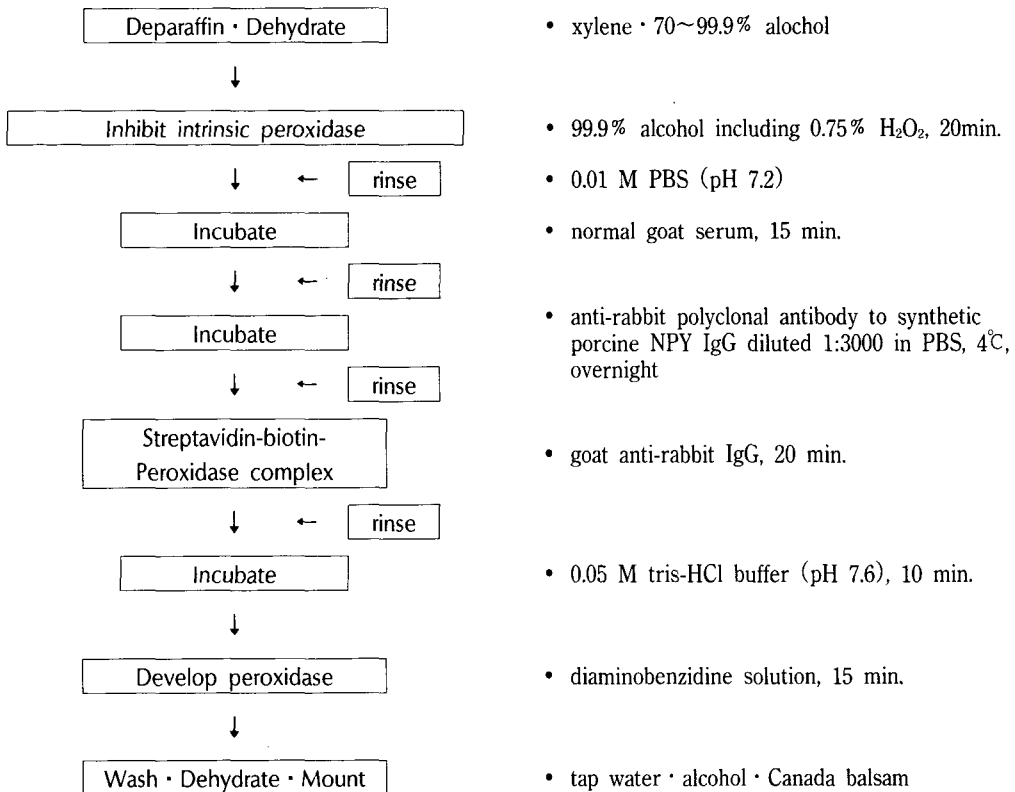 Deparaffin · Dehydrate
• xylene · 70~99.9% alochol
Inhibit intrinsic peroxidase
• 99.9% alcohol including 0.75% H₂O₂, 20min.
rinse
• 0.01 M PBS (pH 7.2)
Incubate
• normal goat serum, 15 min.
rinse
Incubate
• anti-rabbit polyclonal antibody to synthetic
porcine NPY IgG diluted 1:3000 in PBS, 4℃,
overnight
rinse
Streptavidin-biotin-
Peroxidase complex
• goat anti-rabbit IgG, 20 min.
rinse
Incubate
• 0.05 M tris-HCl buffer (pH 7.6), 10 min.
Develop peroxidase
• diaminobenzidine solution, 15 min.
Wash · Dehydrate · Mount
• tap water · alcohol · Canada balsam